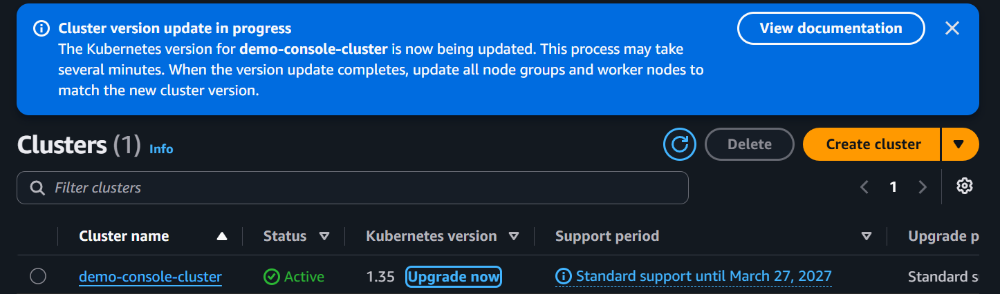 Cluster version update in progress
View documentation
The Kubernetes version for demo-console-cluster is now being updated. This process may take
several minutes. When the version update completes, update all node groups and worker nodes to
match the new cluster version.
Clusters (1) Info
Delete
Create cluster
Filter clusters
1
Cluster name Status Kubernetes version Support period Upgrade p
demo-console-cluster Active 1.35 Upgrade now Standard support until March 27, 2027 Standard s